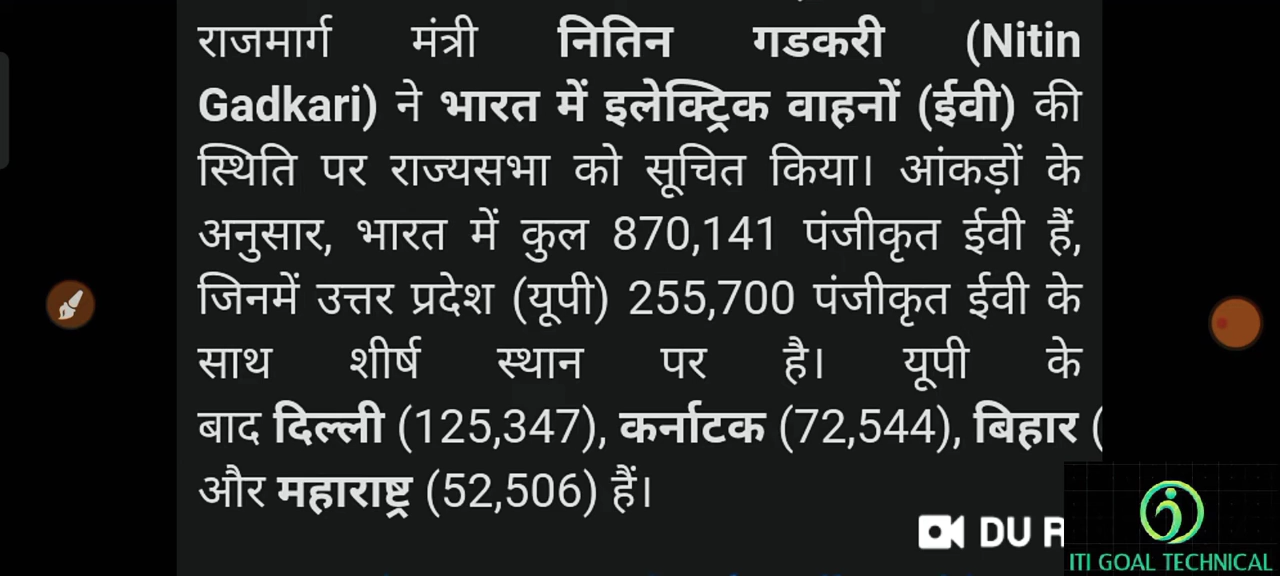 राजमार्ग मंत्री नितिन गडकरी (Nitin
Gadkari) ने भारत में इलेक्ट्रिक वाहनों (ईवी) की
स्थिति पर राज्यसभा को सूचित किया। आंकड़ों के
अनुसार, भारत में कुल 870,141 पंजीकृत ईवी हैं,
जिनमें उत्तर प्रदेश (यूपी) 255,700 पंजीकृत ईवी के
साथ शीर्ष स्थान पर है। यूपी के
बाद दिल्ली (125,347), कर्नाटक (72,544), बिहार (
और महाराष्ट्र (52,506) हैं।
DU R
ITI GOAL TECHNICAL